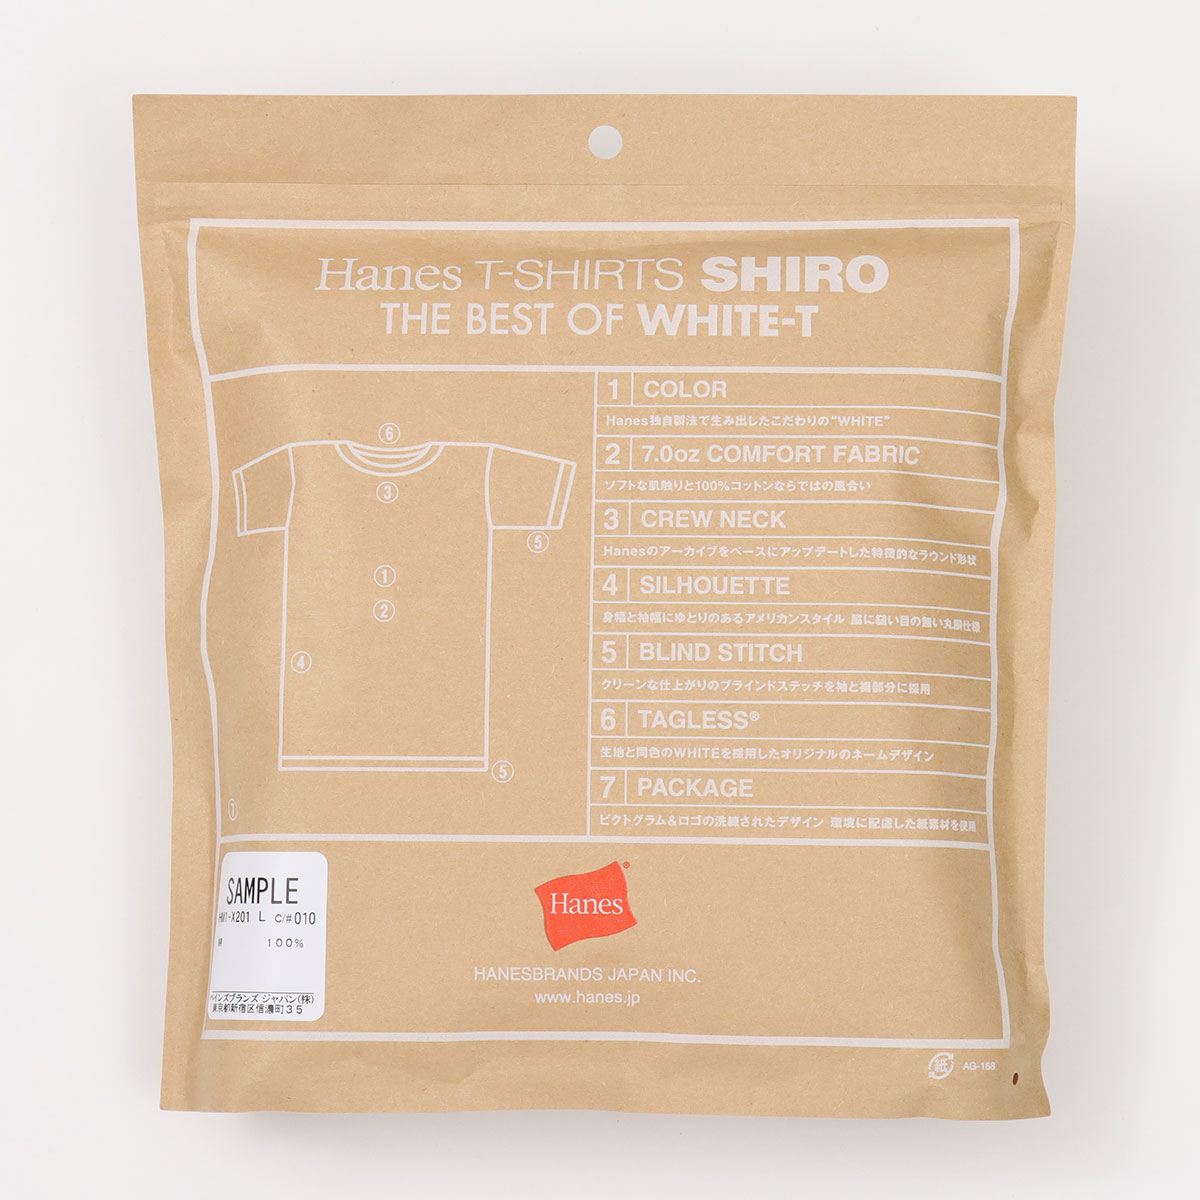 Hanes T-SHIRTS SHIRO
THE BEST OF WHITE-T
1 COLOR
Hanes独自製法で生み出したこだわりの"WHITE"
2 7.0oz COMFORT FABRIC
ソフトな肌触りと100%コットンならではの風合い
3 CREW NECK
Hanesのアーカイブをベースにアップデートした特徴的なラウンド形状
4 SILHOUETTE
身幅と袖幅にゆとりのあるアメリカンスタイル 脇に縫い目の無い丸胴仕様
5 BLIND STITCH
クリーンな仕上がりのブラインドステッチを袖と裾部分に採用
6 TAGLESS®
生地と同色のWHITEを採用したオリジナルのネームデザイン
7 PACKAGE
ピクトグラム&ロゴの洗練されたデザイン 環境に配慮した紙素材を使用
6
3
5
1
2
4
5
7
SAMPLE
HM1-X201 L C/#010
綿 100%
ヘインズブランズ ジャパン(株)
東京都新宿区信濃町35
Hanes®
HANESBRANDS JAPAN INC.
www.hanes.jp
紙 AG-168